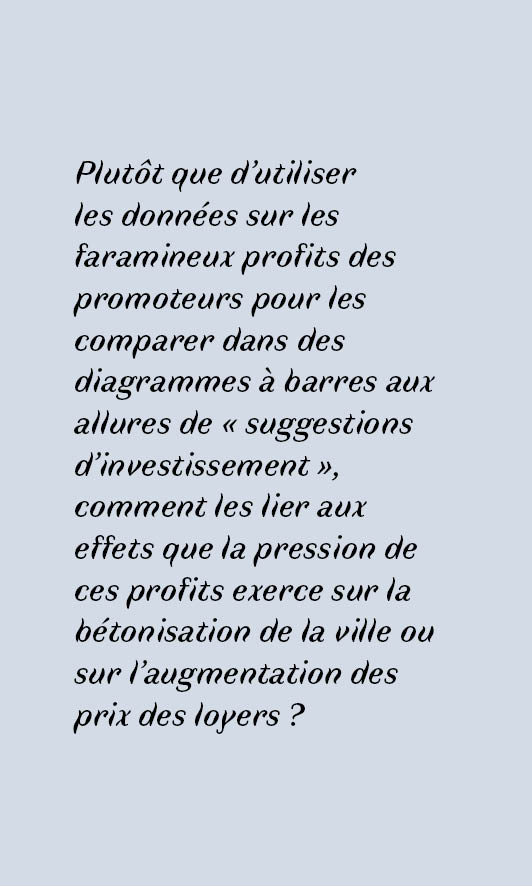 Plutôt que d’utiliser
les données sur les
faramineux profits des
promoteurs pour les
comparer dans des
diagrammes à barres aux
allures de « suggestions
d’investissement »,
comment les lier aux
effets que la pression de
ces profits exerce sur la
bétonisation de la ville ou
sur l’augmentation des
prix des loyers ?